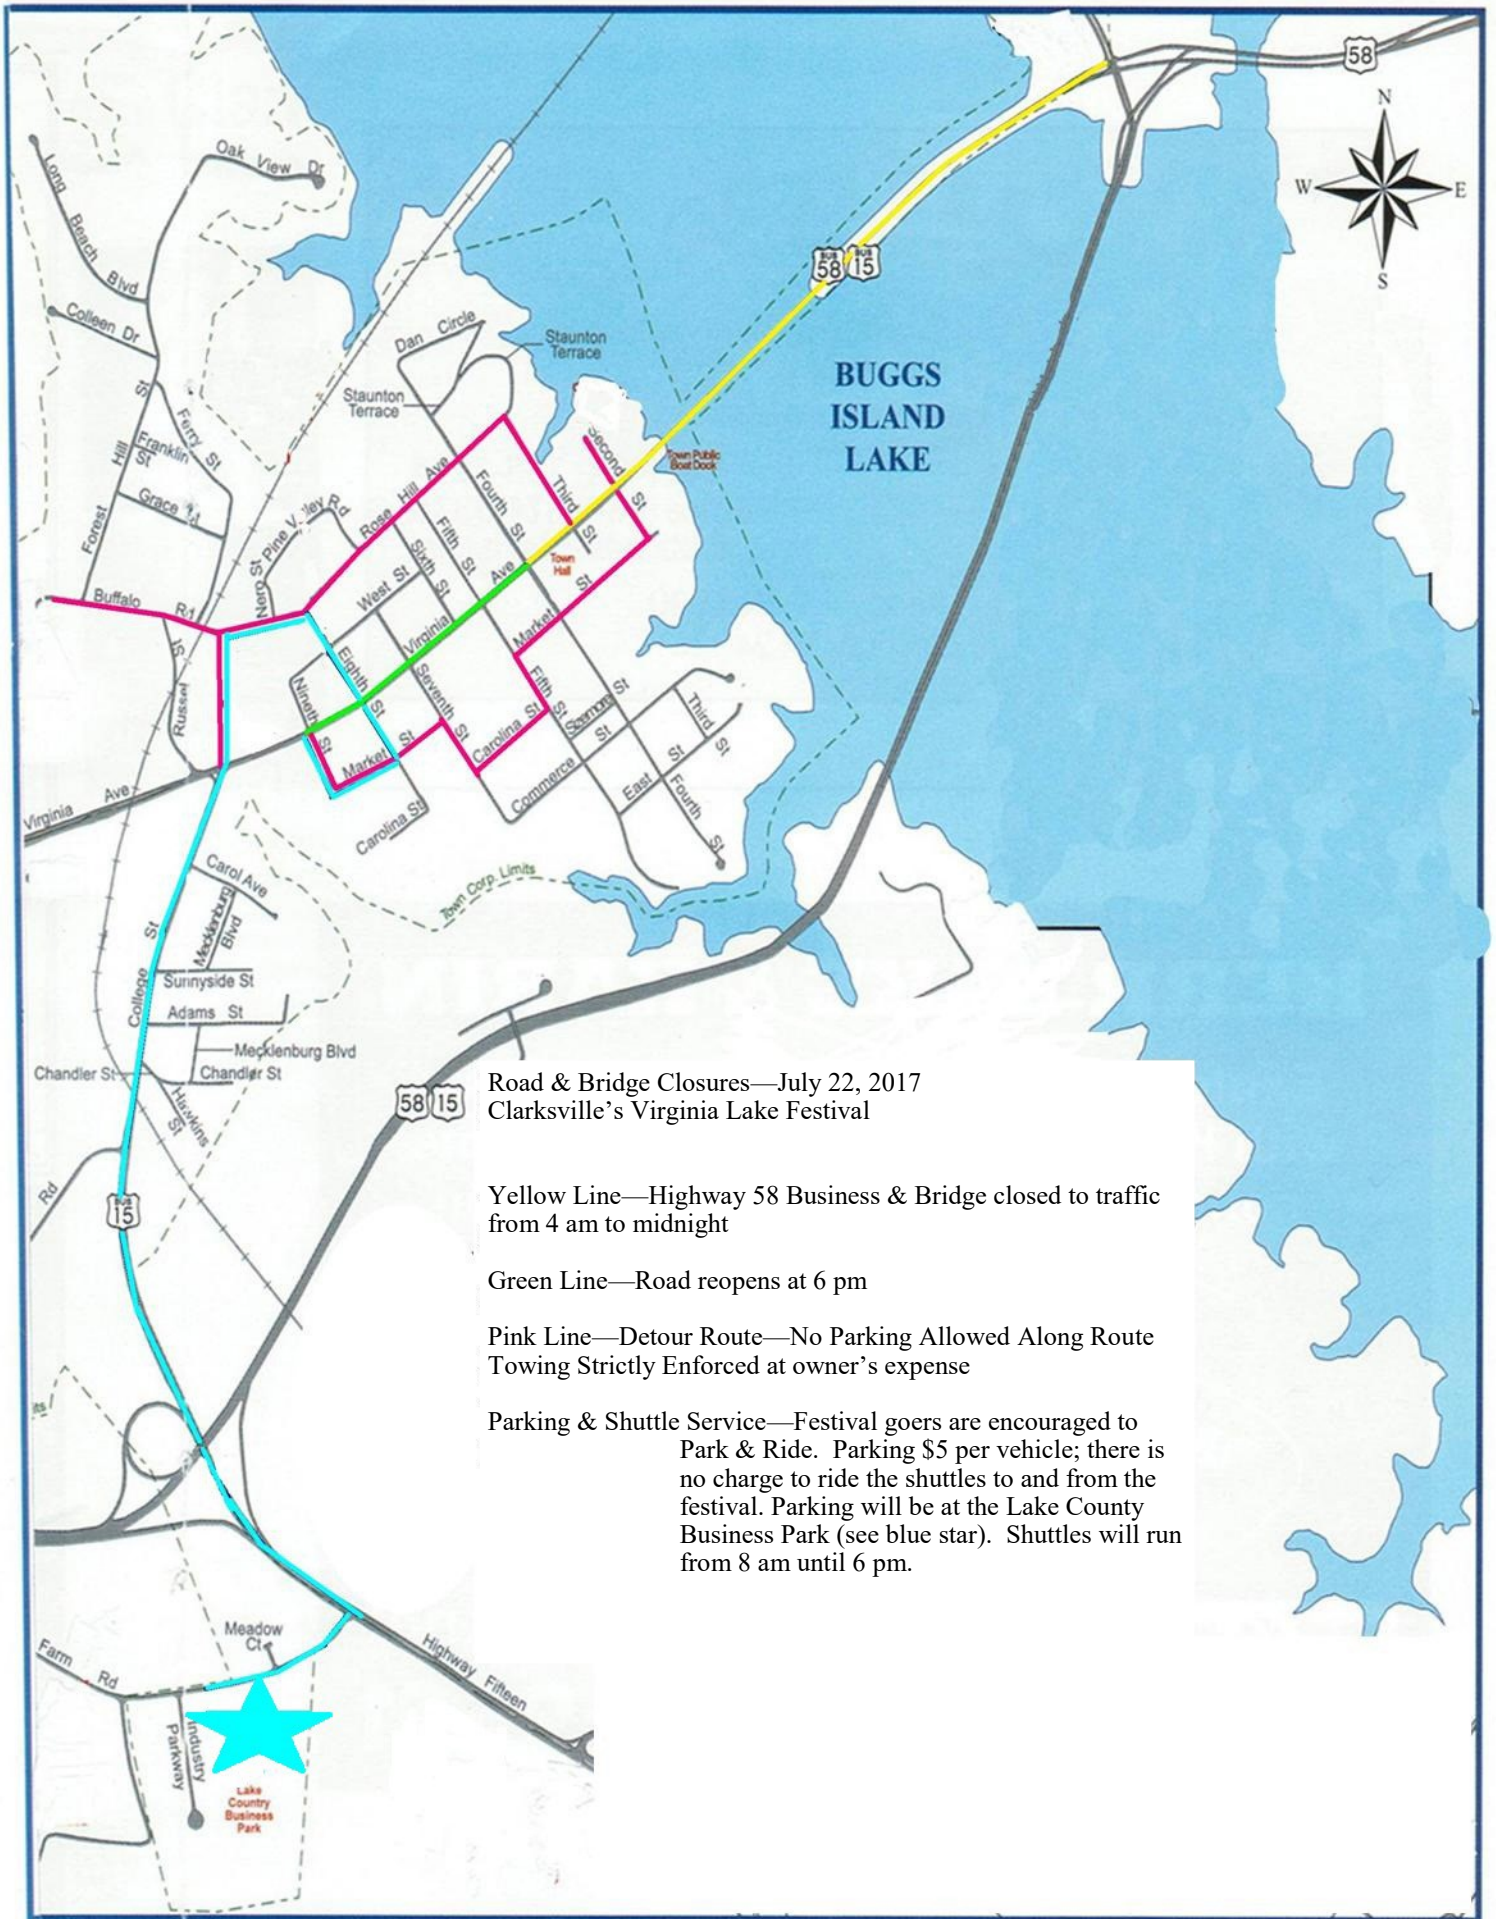 58
N
W
E
S
Oak View Dr
Long Beach Blvd
Colleen Dr
BUS
58
BUS
15
Dan Circle
Staunton
Terrace
Staunton
Terrace
BUGGS
ISLAND
LAKE
Forest Hill St
Ferry St
Franklin
St
Grace
Second St
Town Public
Boat Dock
Rose Hill Ave
Fourth St
Third St
Fifth St
Sixth St
West St
Nero St
Town
Hall
Buffalo Rd
Russel St
Virginia Ave
Market St
Eighth St
Nineth St
Seventh St
Fifth St
Sycamore St
Carolina St
Market St
Third St
Commerce St
East St
Fourth St
Virginia Ave
Carolina St
Town Corp. Limits
Carol Ave
Mecklenburg
Blvd
College St
Sunnyside St
Adams St
Mecklenburg Blvd
Chandler St
Chandler St
Hawkins
St
58
15
Rd
BUS
15
Road & Bridge Closures—July 22, 2017
Clarksville’s Virginia Lake Festival
Yellow Line—Highway 58 Business & Bridge closed to traffic
from 4 am to midnight
Green Line—Road reopens at 6 pm
Pink Line—Detour Route—No Parking Allowed Along Route
Towing Strictly Enforced at owner’s expense
Parking & Shuttle Service—Festival goers are encouraged to
Park & Ride.  Parking $5 per vehicle; there is
no charge to ride the shuttles to and from the
festival. Parking will be at the Lake County
Business Park (see blue star).  Shuttles will run
from 8 am until 6 pm.
Meadow
Ct
Farm Rd
Highway Fifteen
Industry
Parkway
Lake
Country
Business
Park